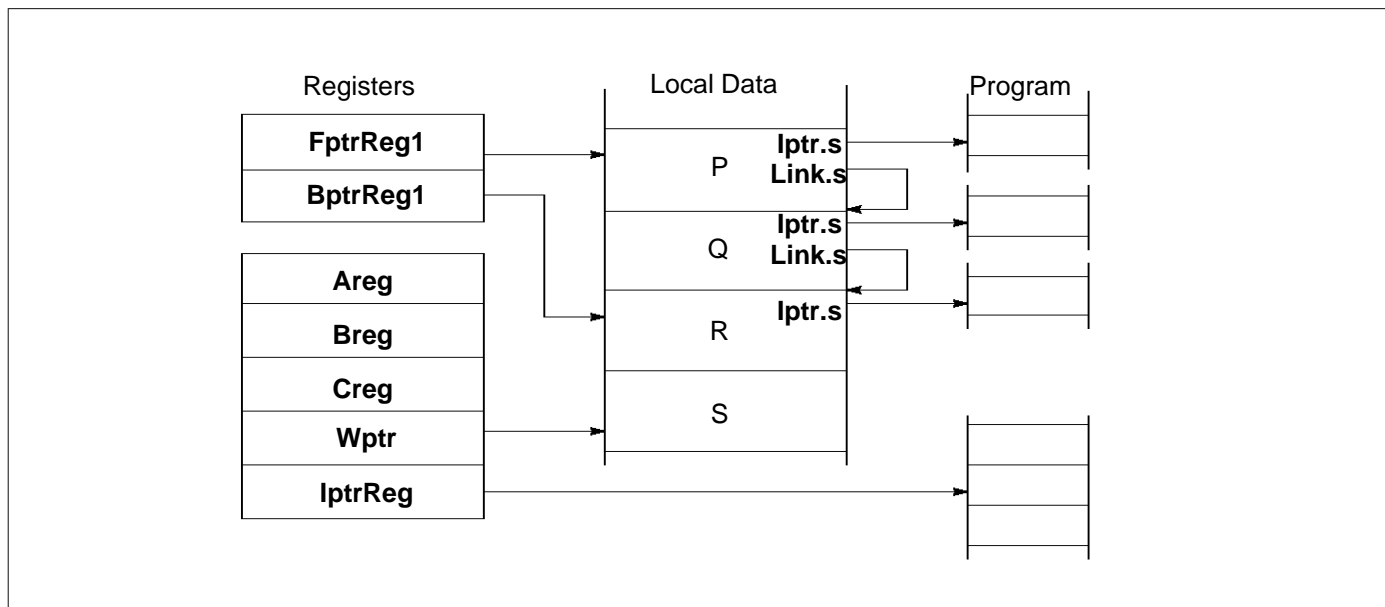 Registers
FptrReg1
BptrReg1
Areg
Breg
Creg
Wptr
IptrReg
Local Data
P
Iptr.s
Link.s
Q
Iptr.s
Link.s
R
Iptr.s
S
Program